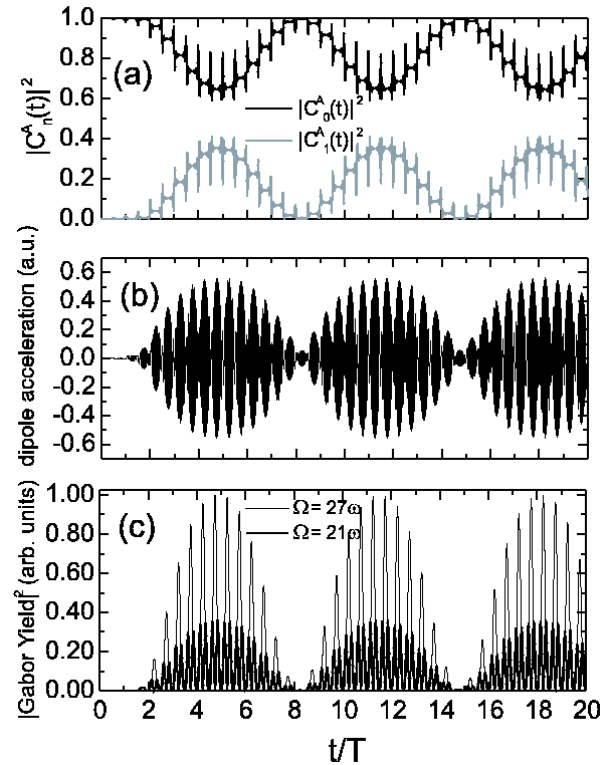 1.0
0.8
0.6
0.4
0.2
0.0
|C^A_n(t)|^2
(a)
|C^A_0(t)|^2
|C^A_1(t)|^2
0.6
0.4
0.2
0.0
-0.2
-0.4
-0.6
dipole acceleration (a.u.)
(b)
1.00
0.80
0.60
0.40
0.20
0.00
|Gabor Yield|^2 (arb. units)
(c)
Ω = 27ω
Ω = 21ω
0 2 4 6 8 10 12 14 16 18 20
t/T